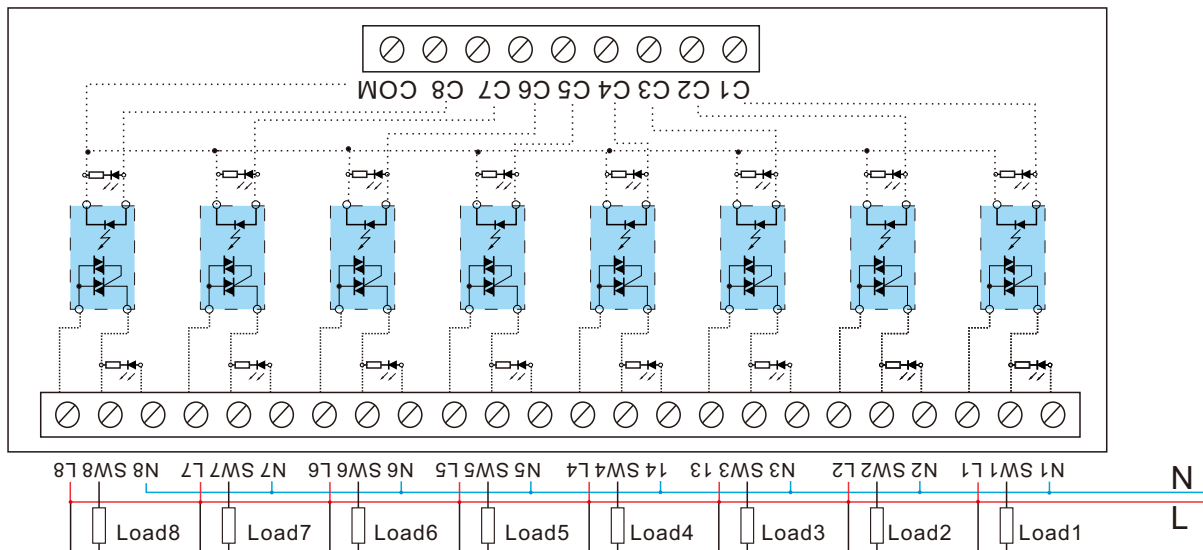 COM C8 C7 C6 C5 C4 C3 C2 C1
L8 SW8 N8 L7 SW7 N7 L6 SW6 N6 L5 SW5 N5 L4 SW4 14 13 SW3 N3 L2 SW2 N2 L1 SW1 N1
N
L
Load8 Load7 Load6 Load5 Load4 Load3 Load2 Load1